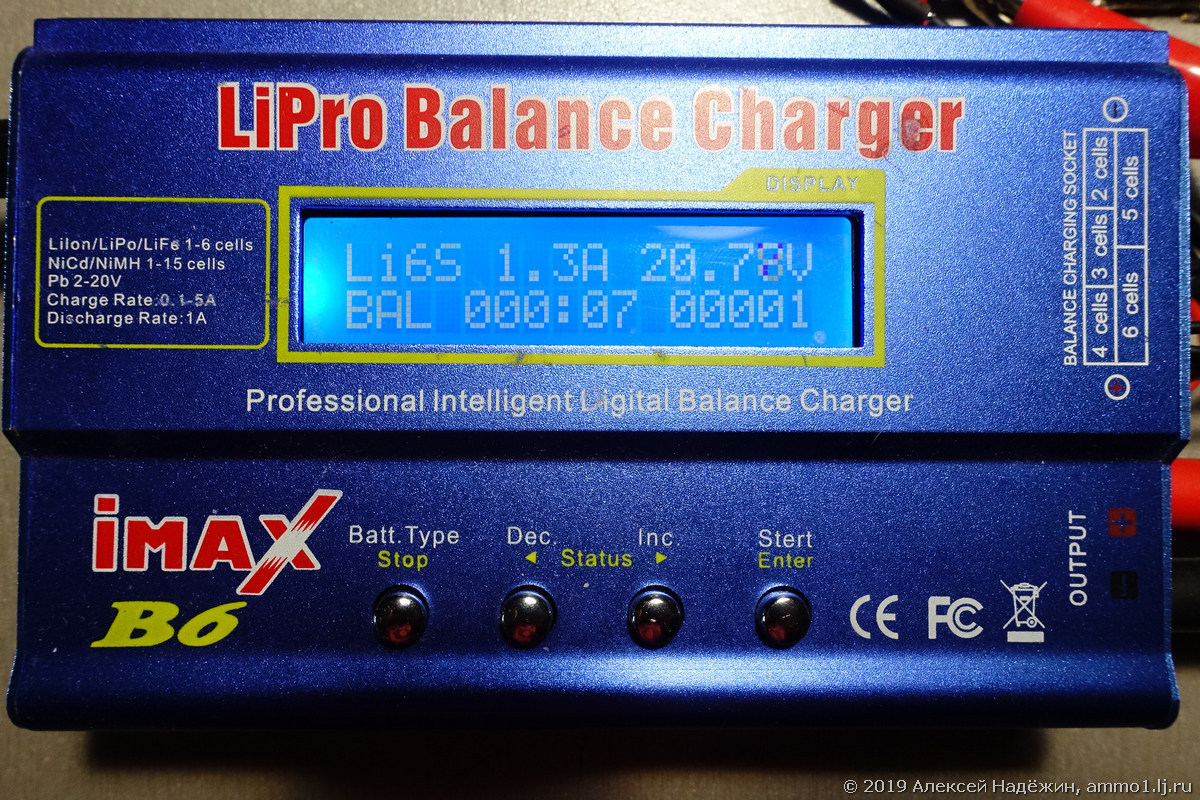 LiPro Balance Charger
DISPLAY
LiIon/LiPo/LiFe 1-6 cells
NiCd/NiMH 1-15 cells
Pb 2-20V
Charge Rate:0.1-5A
Discharge Rate:1A
Li6S 1.3A 20.78V
BAL 000:07 00001
BALANCE CHARGING SOCKET
2 cells
3 cells
4 cells
5 cells
6 cells
Professional Intelligent Ligital Balance Charger
iMAX
B6
Batt.Type
Stop
Dec.
Inc
◄ Status ►
Stert
Enter
CE FC
OUTPUT
+
-
© 2019 Алексей Надёжин, ammo1.lj.ru